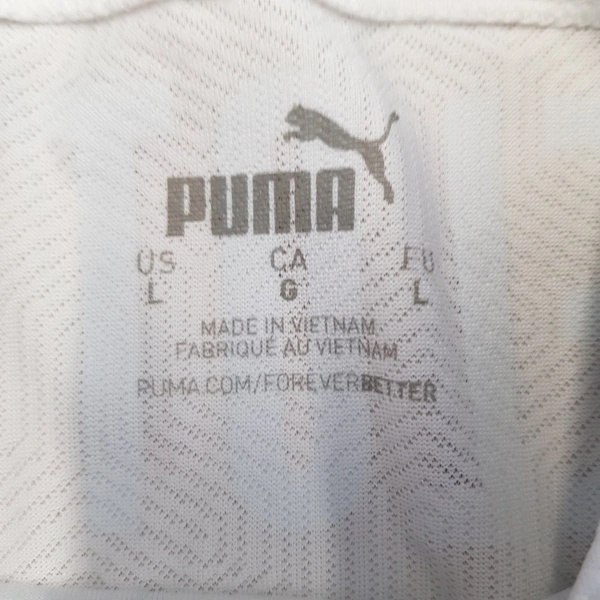 PUMA
US CA EU
L G L
MADE IN VIETNAM
FABRIQUÉ AU VIETNAM
PUMA.COM/FOREVERBETTER